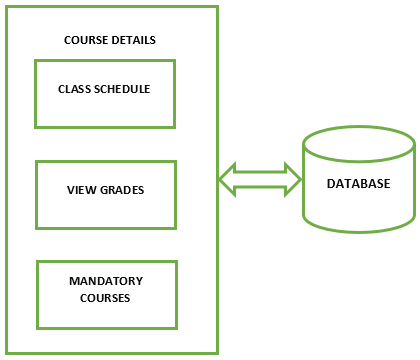 COURSE DETAILS
CLASS SCHEDULE
VIEW GRADES
MANDATORY
COURSES
DATABASE